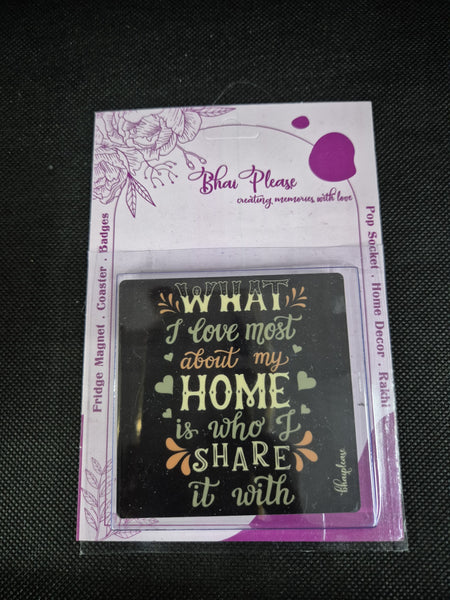 Bhai Please
creating memories with love
Fridge Magnet . Coaster . Badges
Pop Socket . Home Decor . Rakhi
WHAT
I love most
about my
HOME
is who I
SHARE
it with
bhaiplease